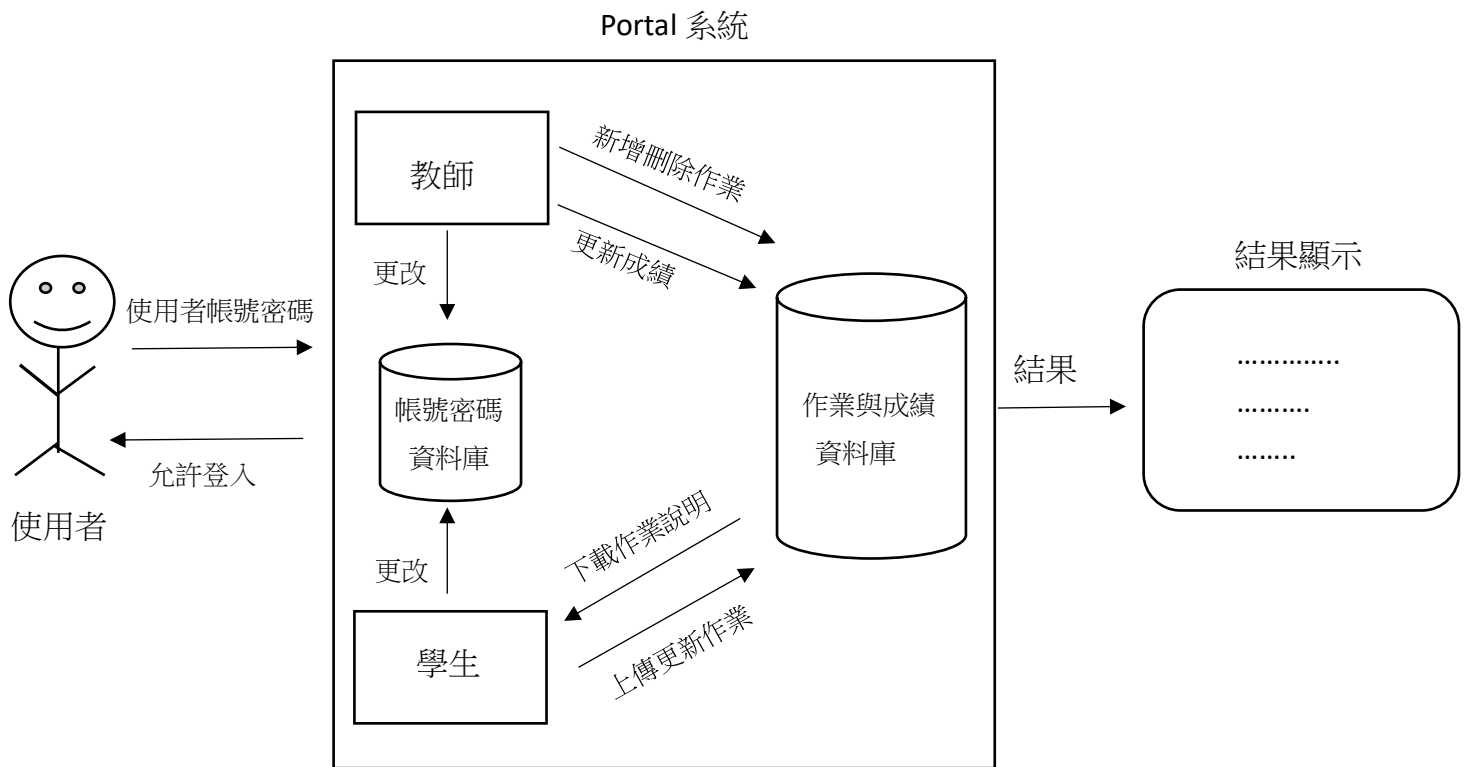 Portal 系統
教師
新增刪除作業
更新成績
更改
使用者帳號密碼
允許登入
使用者
帳號密碼
資料庫
作業與成績
資料庫
更改
學生
下載作業說明
上傳更新作業
結果
結果顯示
…………..
……….
……..